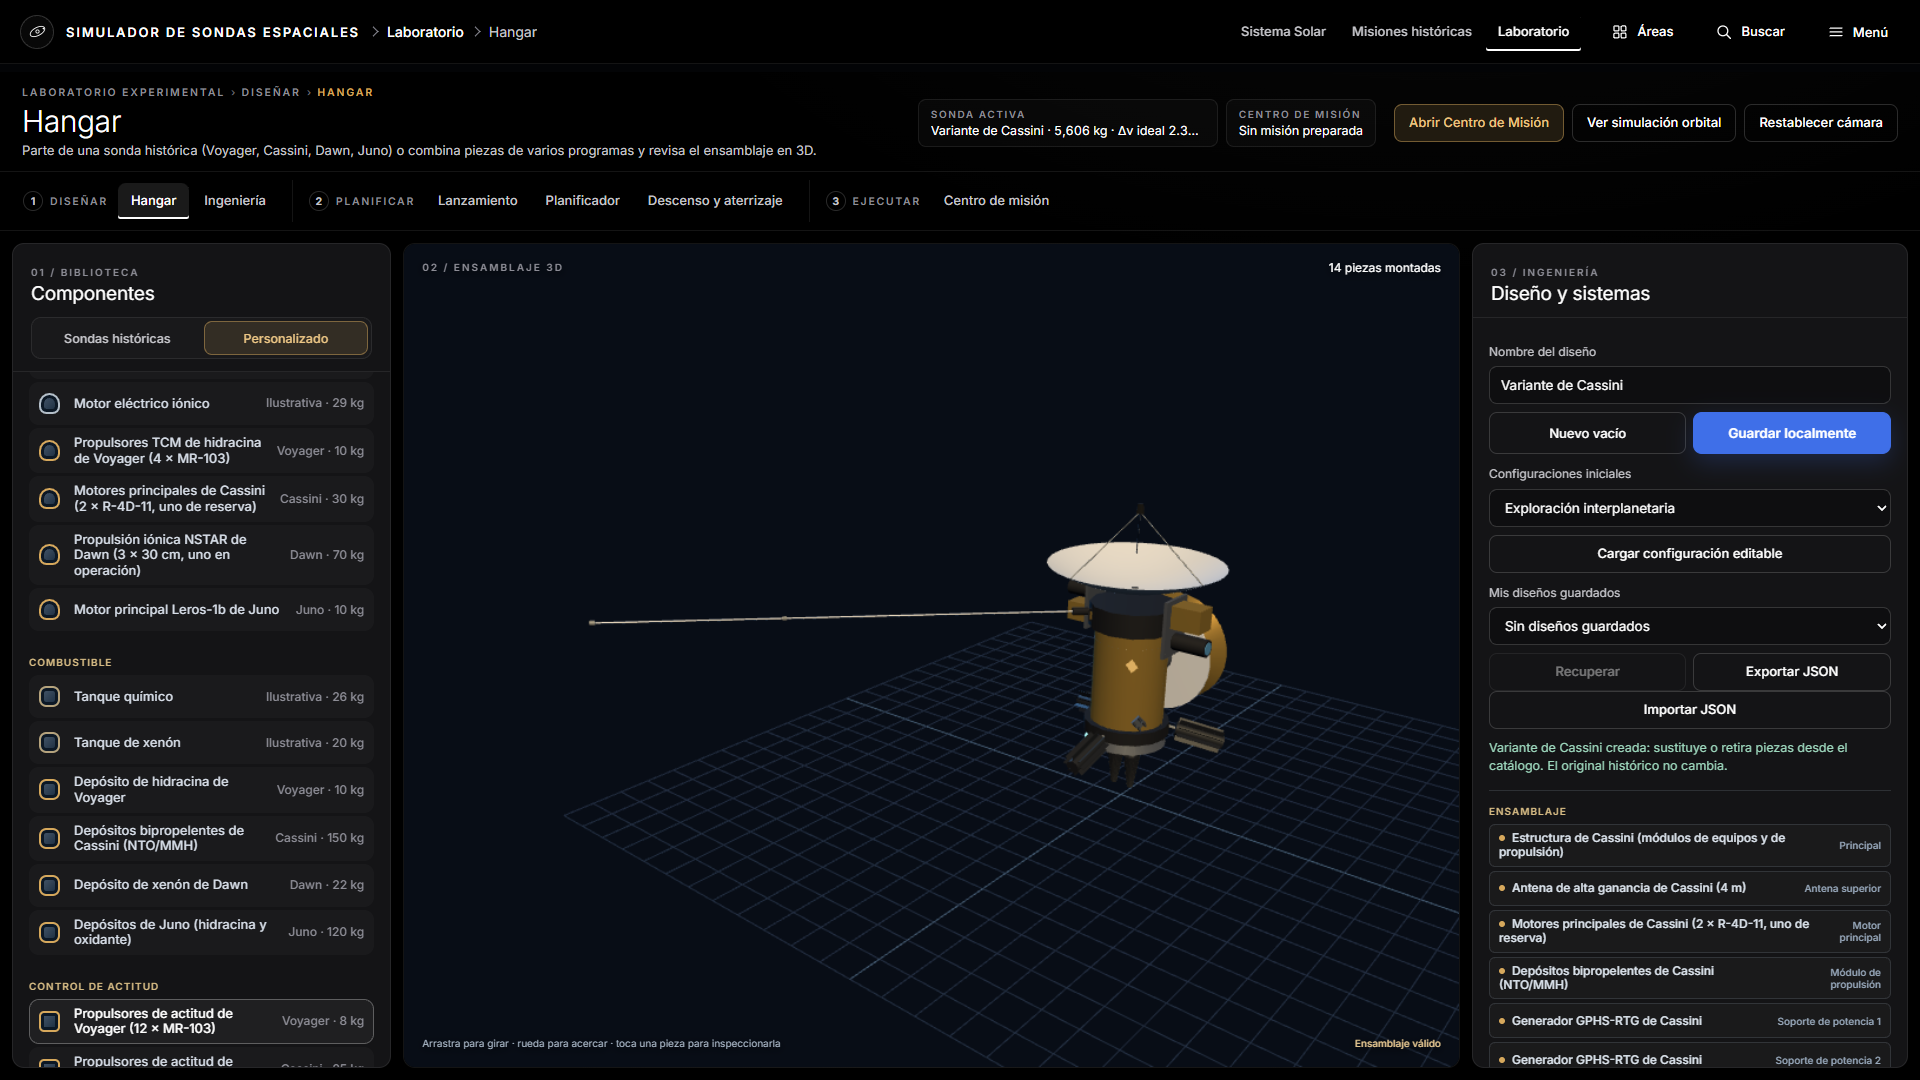 SIMULADOR DE SONDAS ESPACIALES > Laboratorio > Hangar
Sistema Solar
Misiones históricas
Laboratorio
Áreas
Buscar
Menú
LABORATORIO EXPERIMENTAL › DISEÑAR › HANGAR
Hangar
Parte de una sonda histórica (Voyager, Cassini, Dawn, Juno) o combina piezas de varios programas y revisa el ensamblaje en 3D.
SONDA ACTIVA
Variante de Cassini · 5,606 kg · Δv ideal 2.3...
CENTRO DE MISIÓN
Sin misión preparada
Abrir Centro de Misión
Ver simulación orbital
Restablecer cámara
1 DISEÑAR
Hangar
Ingeniería
2 PLANIFICAR
Lanzamiento
Planificador
Descenso y aterrizaje
3 EJECUTAR
Centro de misión
01 / BIBLIOTECA
Componentes
Sondas históricas
Personalizado
Motor eléctrico iónico
Ilustrativa · 29 kg
Propulsores TCM de hidracina
de Voyager (4 × MR-103)
Voyager · 10 kg
Motores principales de Cassini
(2 × R-4D-11, uno de reserva)
Cassini · 30 kg
Propulsión iónica NSTAR de
Dawn (3 × 30 cm, uno en
operación)
Dawn · 70 kg
Motor principal Leros-1b de Juno
Juno · 10 kg
COMBUSTIBLE
Tanque químico
Ilustrativa · 26 kg
Tanque de xenón
Ilustrativa · 20 kg
Depósito de hidracina de
Voyager
Voyager · 10 kg
Depósitos bipropelentes de
Cassini (NTO/MMH)
Cassini · 150 kg
Depósito de xenón de Dawn
Dawn · 22 kg
Depósitos de Juno (hidracina y
oxidante)
Juno · 120 kg
CONTROL DE ACTITUD
Propulsores de actitud de
Voyager (12 × MR-103)
Voyager · 8 kg
Propulsores de actitud de
02 / ENSAMBLAJE 3D
14 piezas montadas
Arrastra para girar · rueda para acercar · toca una pieza para inspeccionarla
Ensamblaje válido
03 / INGENIERÍA
Diseño y sistemas
Nombre del diseño
Variante de Cassini
Nuevo vacío
Guardar localmente
Configuraciones iniciales
Exploración interplanetaria
Cargar configuración editable
Mis diseños guardados
Sin diseños guardados
Recuperar
Exportar JSON
Importar JSON
Variante de Cassini creada: sustituye o retira piezas desde el
catálogo. El original histórico no cambia.
ENSAMBLAJE
Estructura de Cassini (módulos de equipos y de
propulsión)
Principal
Antena de alta ganancia de Cassini (4 m)
Antena superior
Motores principales de Cassini (2 × R-4D-11, uno de
reserva)
Motor
principal
Depósitos bipropelentes de Cassini
(NTO/MMH)
Módulo de
propulsión
Generador GPHS-RTG de Cassini
Soporte de potencia 1
Generador GPHS-RTG de Cassini
Soporte de potencia 2